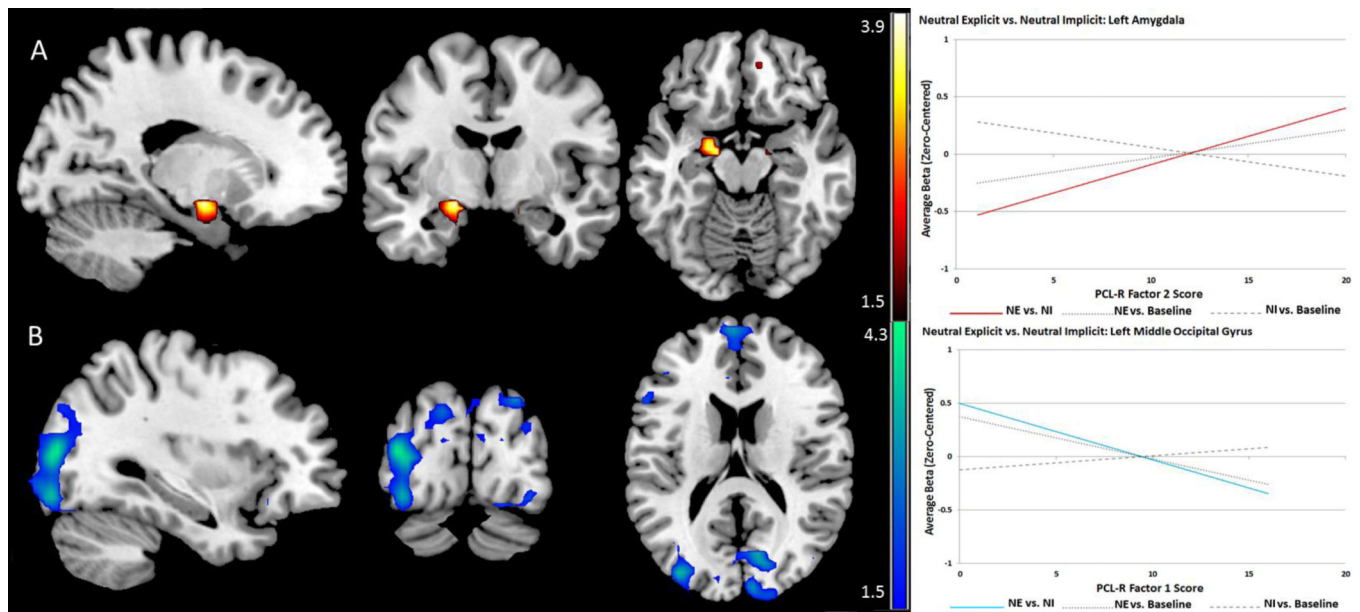 A
3.9
1.5
B
4.3
1.5
Neutral Explicit vs. Neutral Implicit: Left Amygdala
Average Beta (Zero-Centered)
1
0.5
0
-0.5
-1
0 5 10 15 20
PCL-R Factor 2 Score
NE vs. NI NE vs. Baseline NI vs. Baseline
Neutral Explicit vs. Neutral Implicit: Left Middle Occipital Gyrus
Average Beta (Zero-Centered)
1
0.5
0
-0.5
-1
0 5 10 15 20
PCL-R Factor 1 Score
NE vs. NI NE vs. Baseline NI vs. Baseline